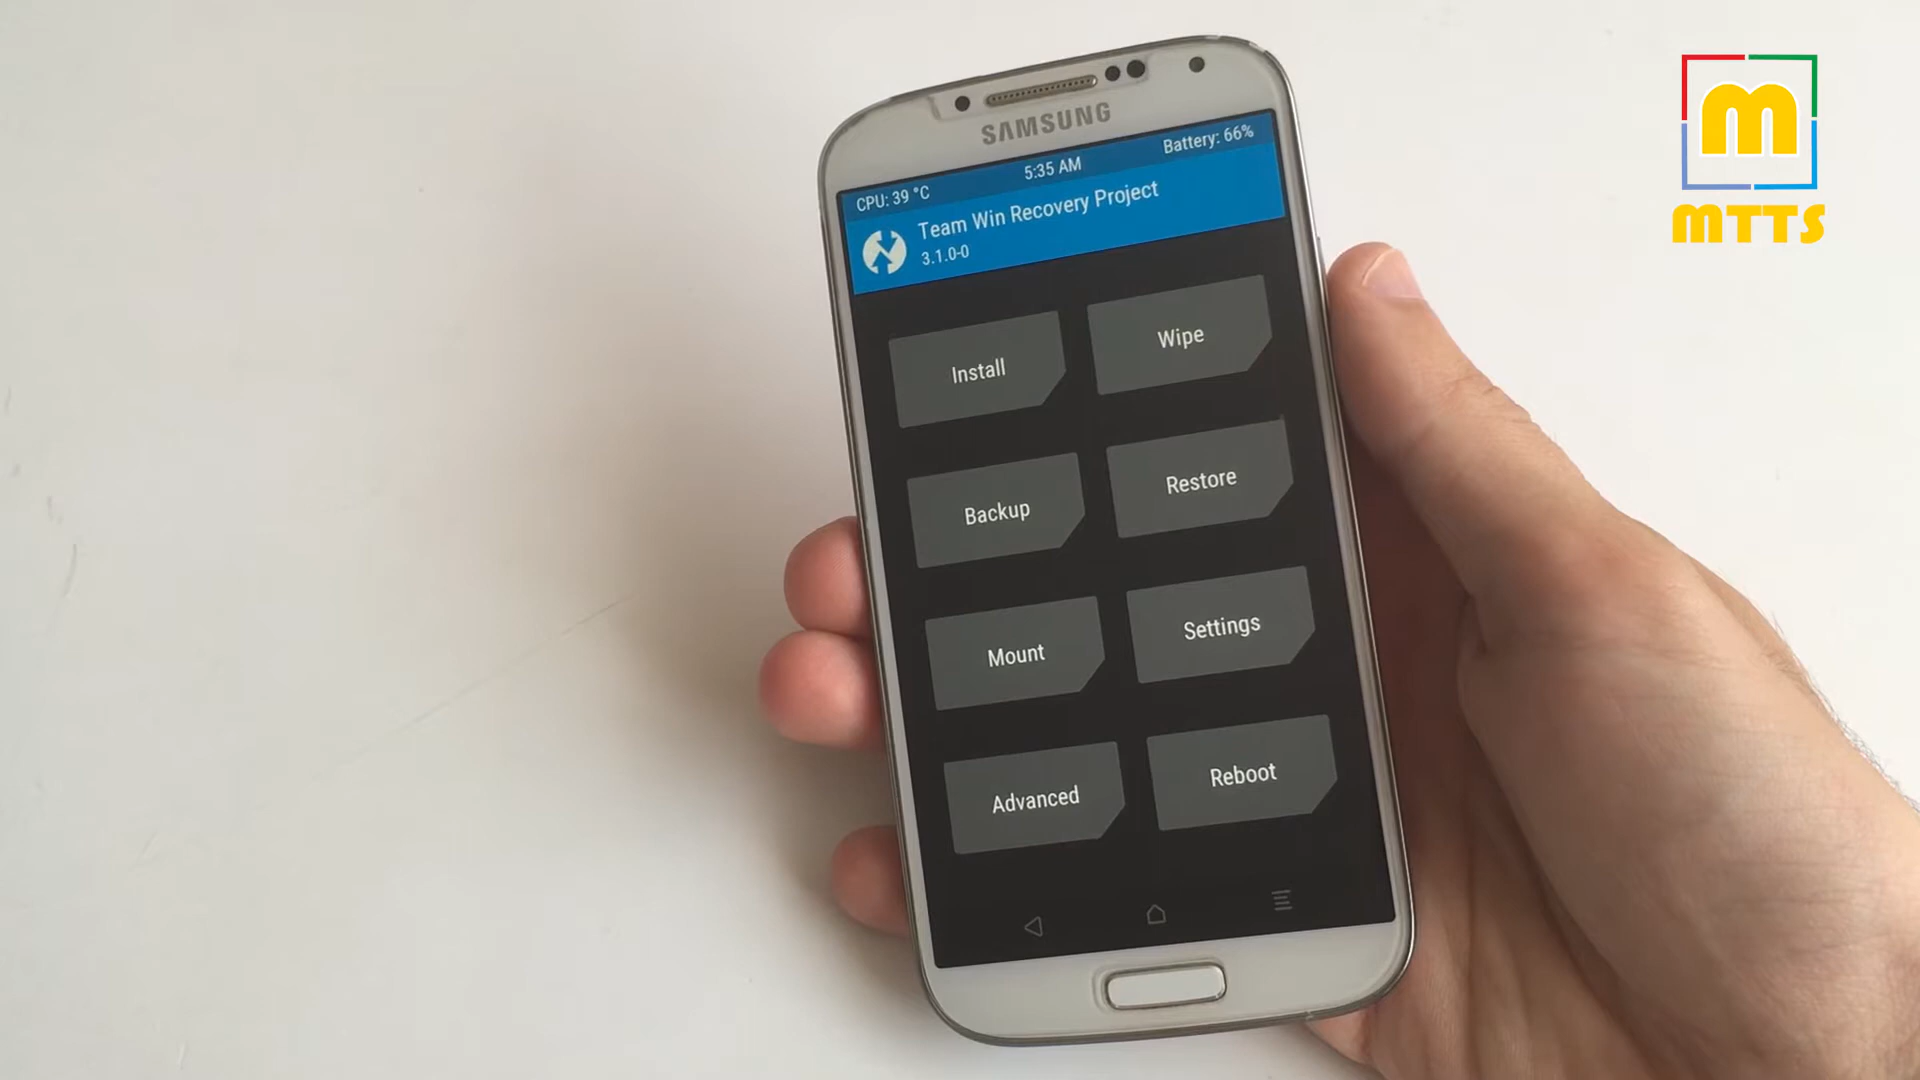 SAMSUNG
CPU: 39 °C 5:35 AM Battery: 66%
Team Win Recovery Project
3.1.0-0
Install Wipe
Backup Restore
Mount Settings
Advanced Reboot
m
MTTS